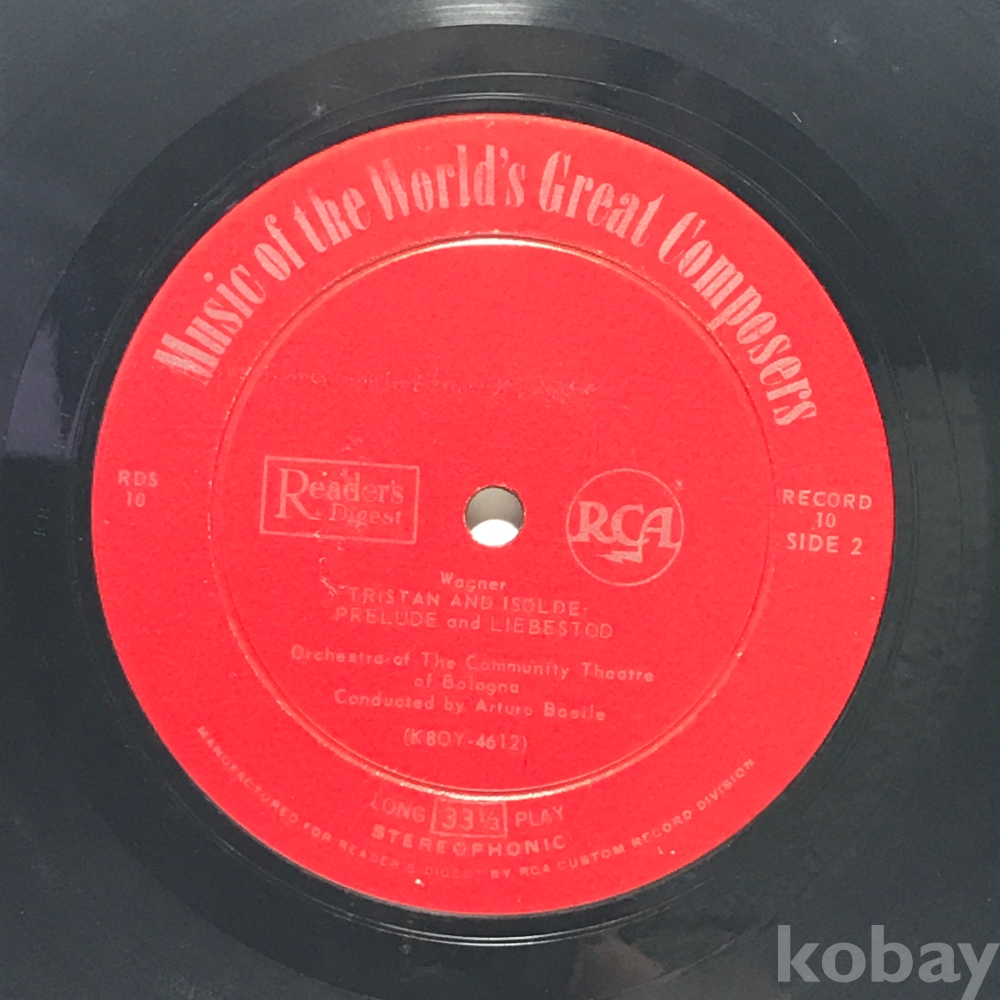 Music of the World's Great Composers
RDS
10
Reader's
Digest
RCA
RECORD
10
SIDE 2
Wagner
TRISTAN AND ISOLDE:
PRELUDE and LIEBESTOD
Orchestra of The Community Theatre
of Bologna
Conducted by Arturo Basile
(K8OY-4612)
LONG 33 1/3 PLAY
STEREOPHONIC
MANUFACTURED FOR READER'S DIGEST BY RCA CUSTOM RECORD DIVISION
kobay